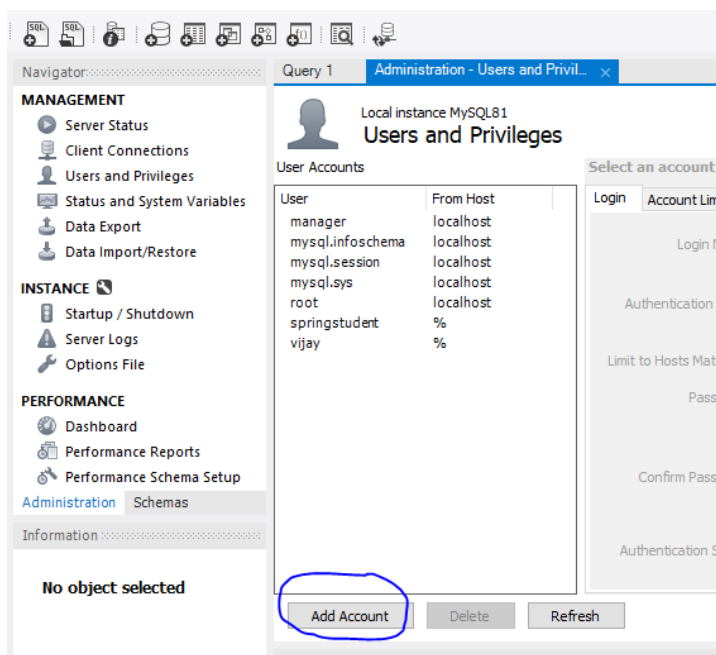 SQL SQL
Navigator
MANAGEMENT
Server Status
Client Connections
Users and Privileges
Status and System Variables
Data Export
Data Import/Restore
INSTANCE
Startup / Shutdown
Server Logs
Options File
PERFORMANCE
Dashboard
Performance Reports
Performance Schema Setup
Administration Schemas
Information
No object selected
Query 1 Administration - Users and Privil... ×
Local instance MySQL81
Users and Privileges
User Accounts
User From Host
manager localhost
mysql.infoschema localhost
mysql.session localhost
mysql.sys localhost
root localhost
springstudent %
vijay %
Add Account Delete Refresh
Select an account
Login Account Lim
Login N
Authentication
Limit to Hosts Mat
Pass
Confirm Pass
Authentication S